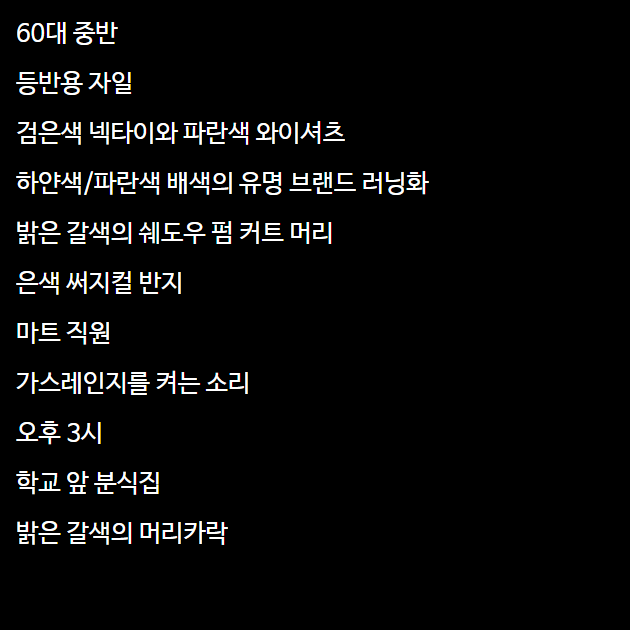 60대 중반
등반용 자일
검은색 넥타이와 파란색 와이셔츠
하얀색/파란색 배색의 유명 브랜드 러닝화
밝은 갈색의 쉐도우 펌 커트 머리
은색 써지컬 반지
마트 직원
가스레인지를 켜는 소리
오후 3시
학교 앞 분식집
밝은 갈색의 머리카락